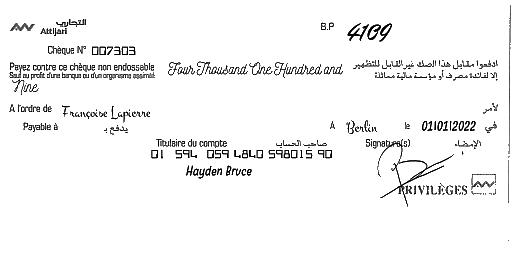 التجاري
Attijari
B.P 4109
Chèque N° 007303
Payez contre ce chèque non endossable Four Thousand One Hundred and ادفعوا مقابل هذا الصك غير القابل للتظهير
Sauf au profit d'une banque ou d'un organisme assimilé إلا لفائدة مصرف أو مؤسسة مالية مماثلة
Nine
A l'ordre de Françoise Lapierre لأمر
Payable à يدفع بـ A Berlin le 01/01/2022 في
Titulaire du compte صاحب الحساب Signature(s) الإمضاء
01 594 059 4840 598015 90
Hayden Bruce
PRIVILÈGES